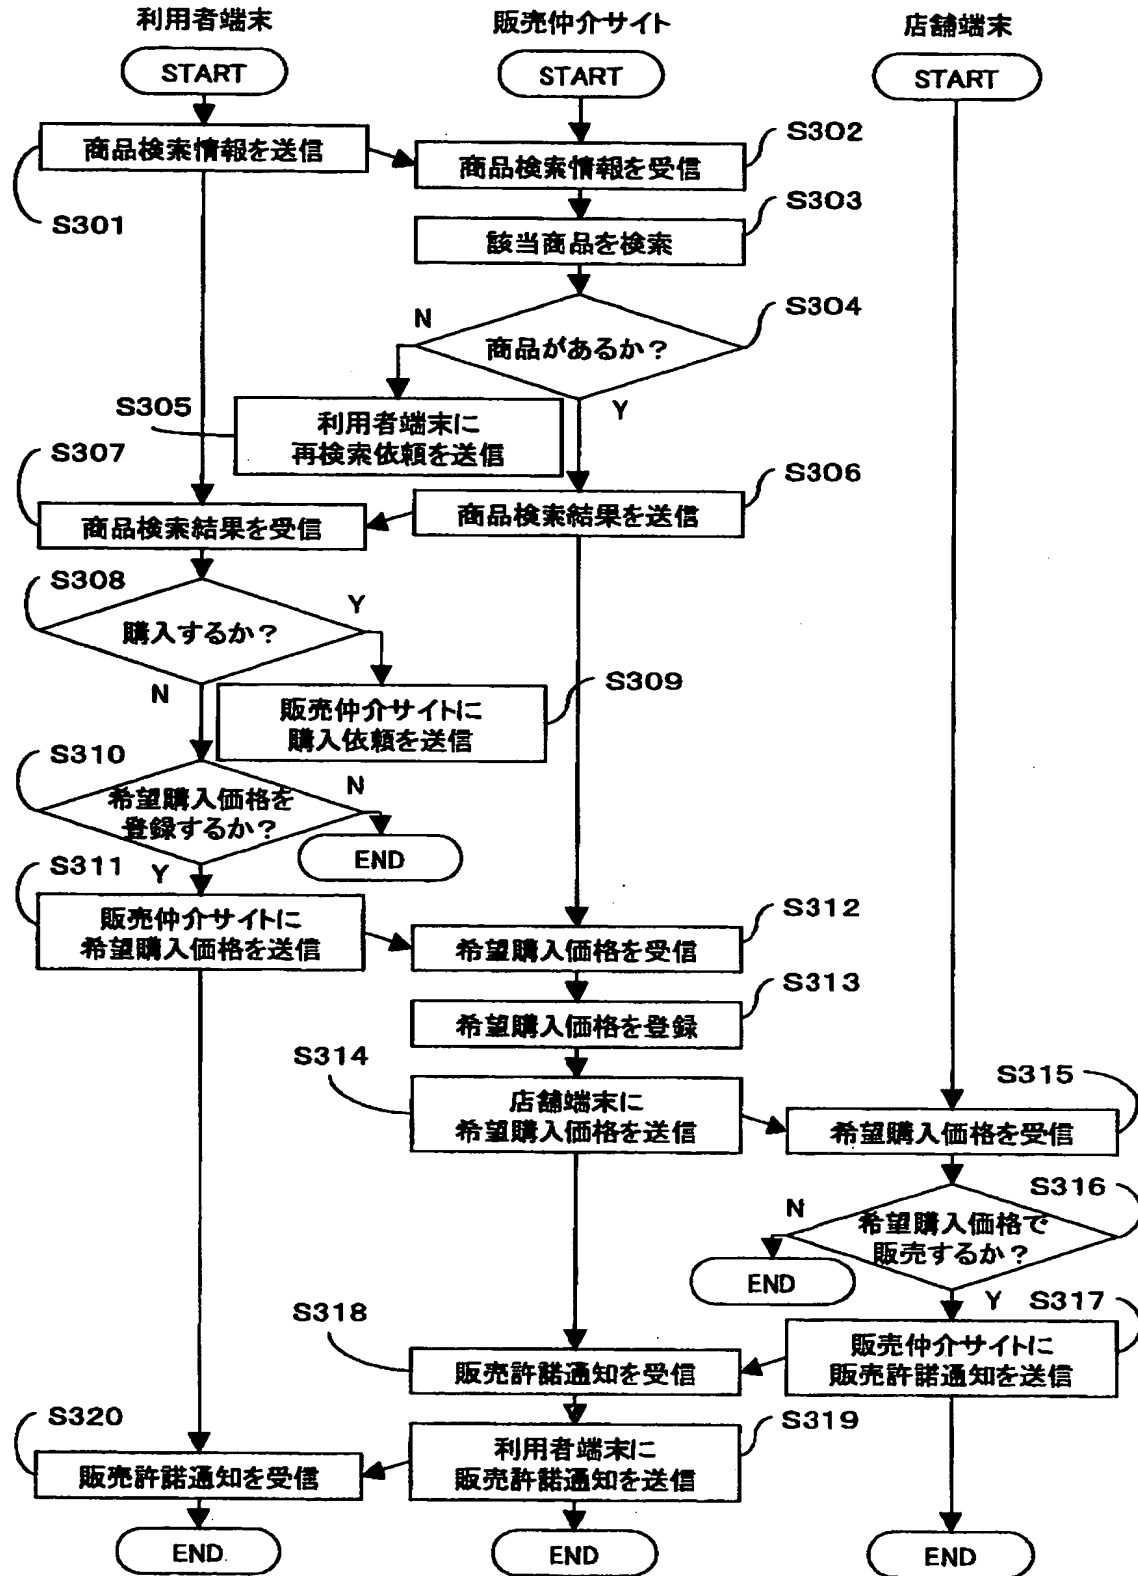 利用者端末
販売仲介サイト
店舗端末
START
START
START
商品検索情報を送信
S301
商品検索情報を受信
S302
該当商品を検索
S303
商品があるか?
S304
N
Y
S305
利用者端末に
再検索依頼を送信
商品検索結果を送信
S306
S307
商品検索結果を受信
S308
購入するか?
Y
N
販売仲介サイトに
購入依頼を送信
S309
S310
希望購入価格を
登録するか?
N
END
Y
S311
販売仲介サイトに
希望購入価格を送信
希望購入価格を受信
S312
希望購入価格を登録
S313
S314
店舗端末に
希望購入価格を送信
S315
希望購入価格を受信
S316
希望購入価格で
販売するか?
N
END
Y
S317
販売仲介サイトに
販売許諾通知を送信
S318
販売許諾通知を受信
S319
利用者端末に
販売許諾通知を送信
S320
販売許諾通知を受信
END
END
END